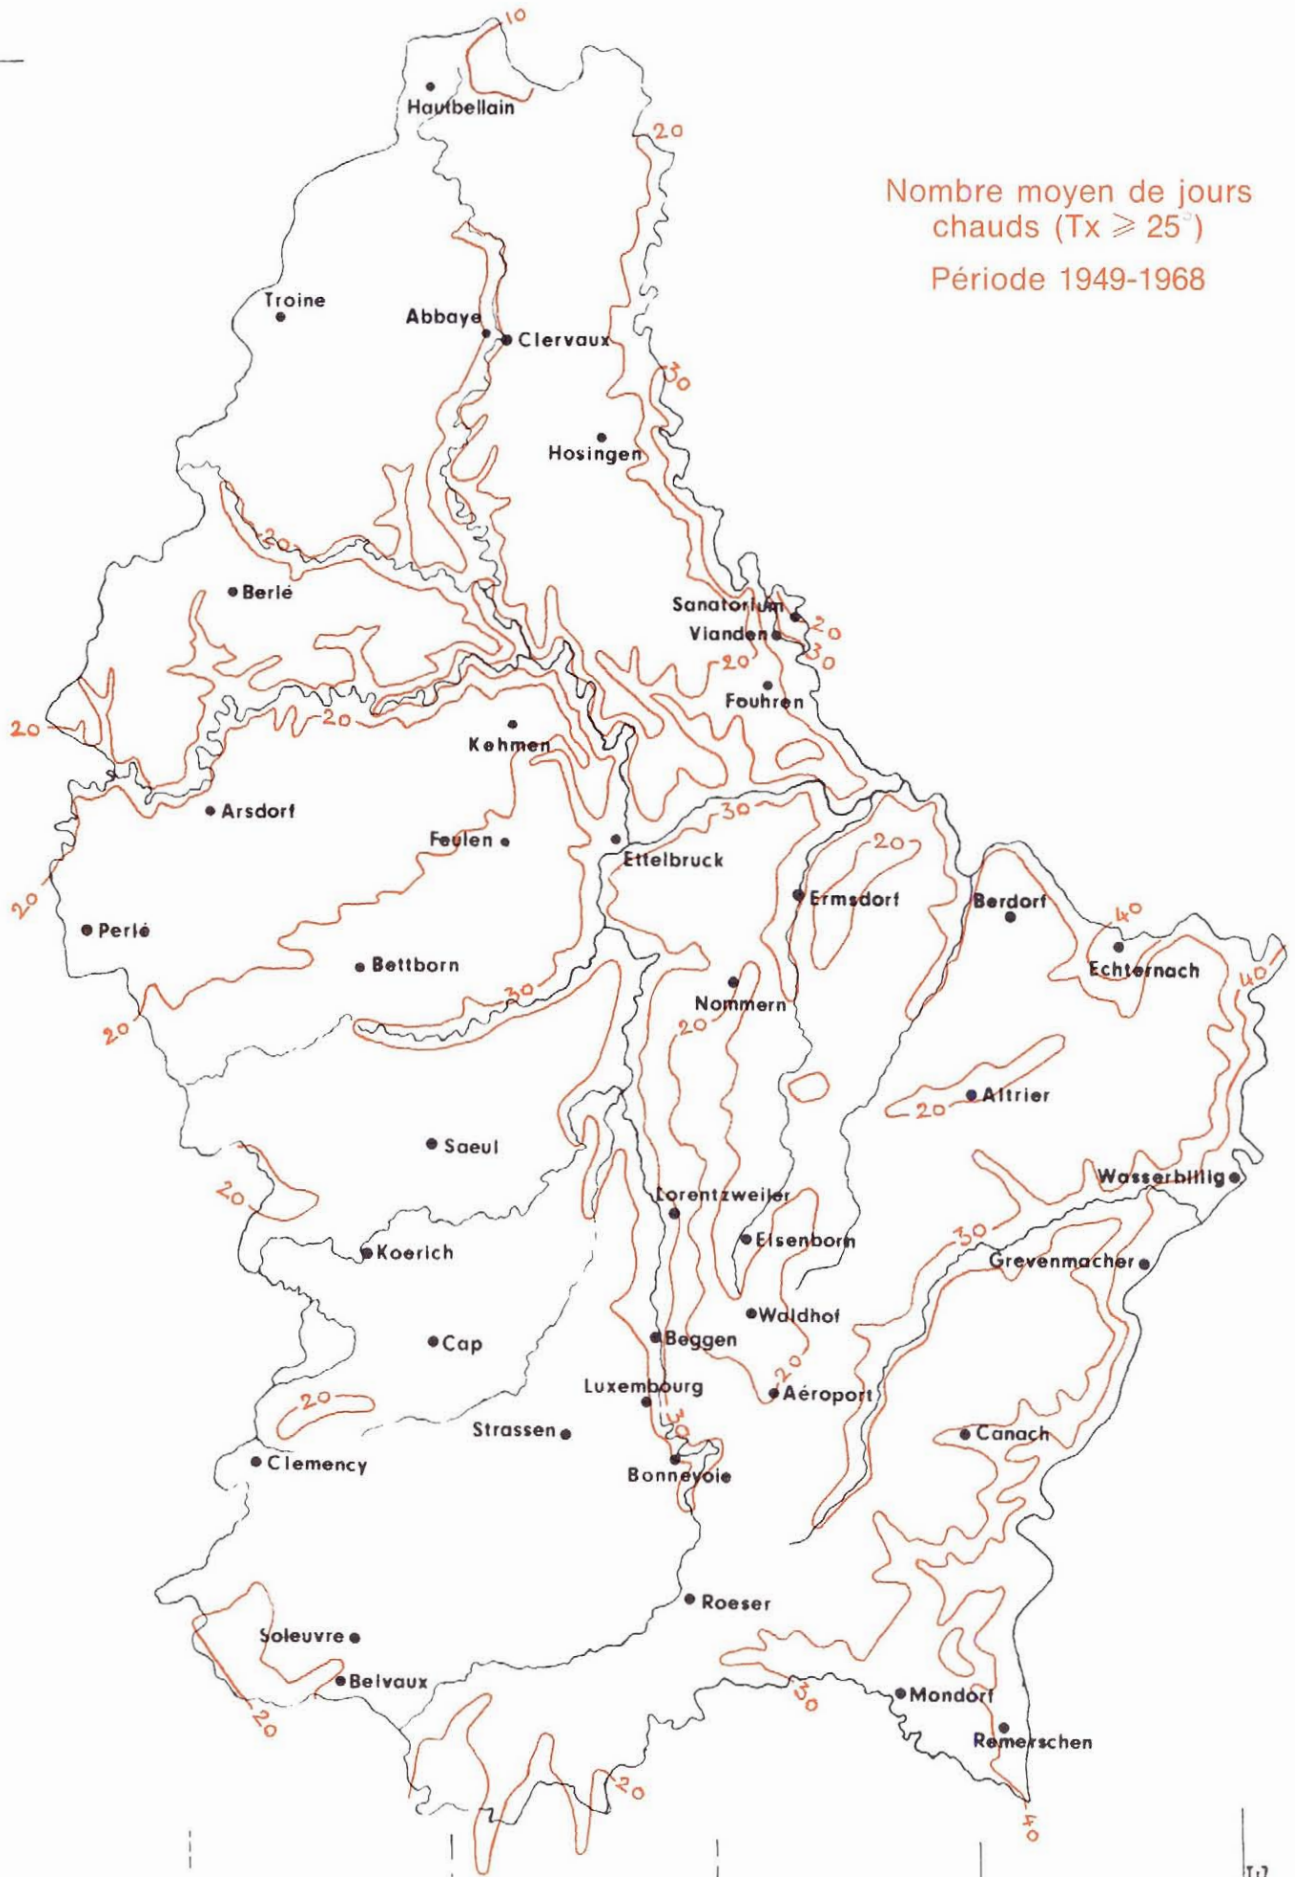 10
Hautbellain
20
Nombre moyen de jours
chauds (Tx ⩾ 25°)
Période 1949-1968
Troine
Abbaye
Clervaux
30
Hosingen
20
Berlé
Sanatorium
20
Vianden
30
20
Fouhren
20
20
Kehmen
Arsdorf
30
Feulen
20
Ettelbruck
20
Ermsdorf
Berdorf
40
Perlé
Echternach
Bettborn
40
Nommern
30
20
20
Altrier
20
Saeul
Wasserbillig
20
Lorentzweiler
30
Koerich
Eisenborn
Grevenmacher
Waldhof
Cap
Beggen
20
Luxembourg
Aéroport
20
30
Strassen
Canach
Clemency
Bonnevoie
Roeser
Soleuvre
Belvaux
30
Mondorf
20
Remerschen
20
40